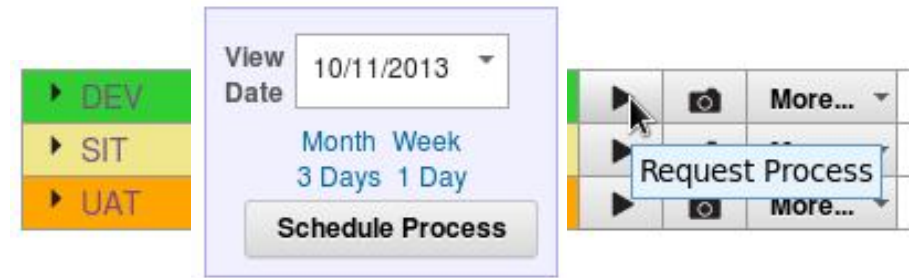 View Date
10/11/2013
Month Week
3 Days 1 Day
Schedule Process
DEV
SIT
UAT
More...
Request Process
More...